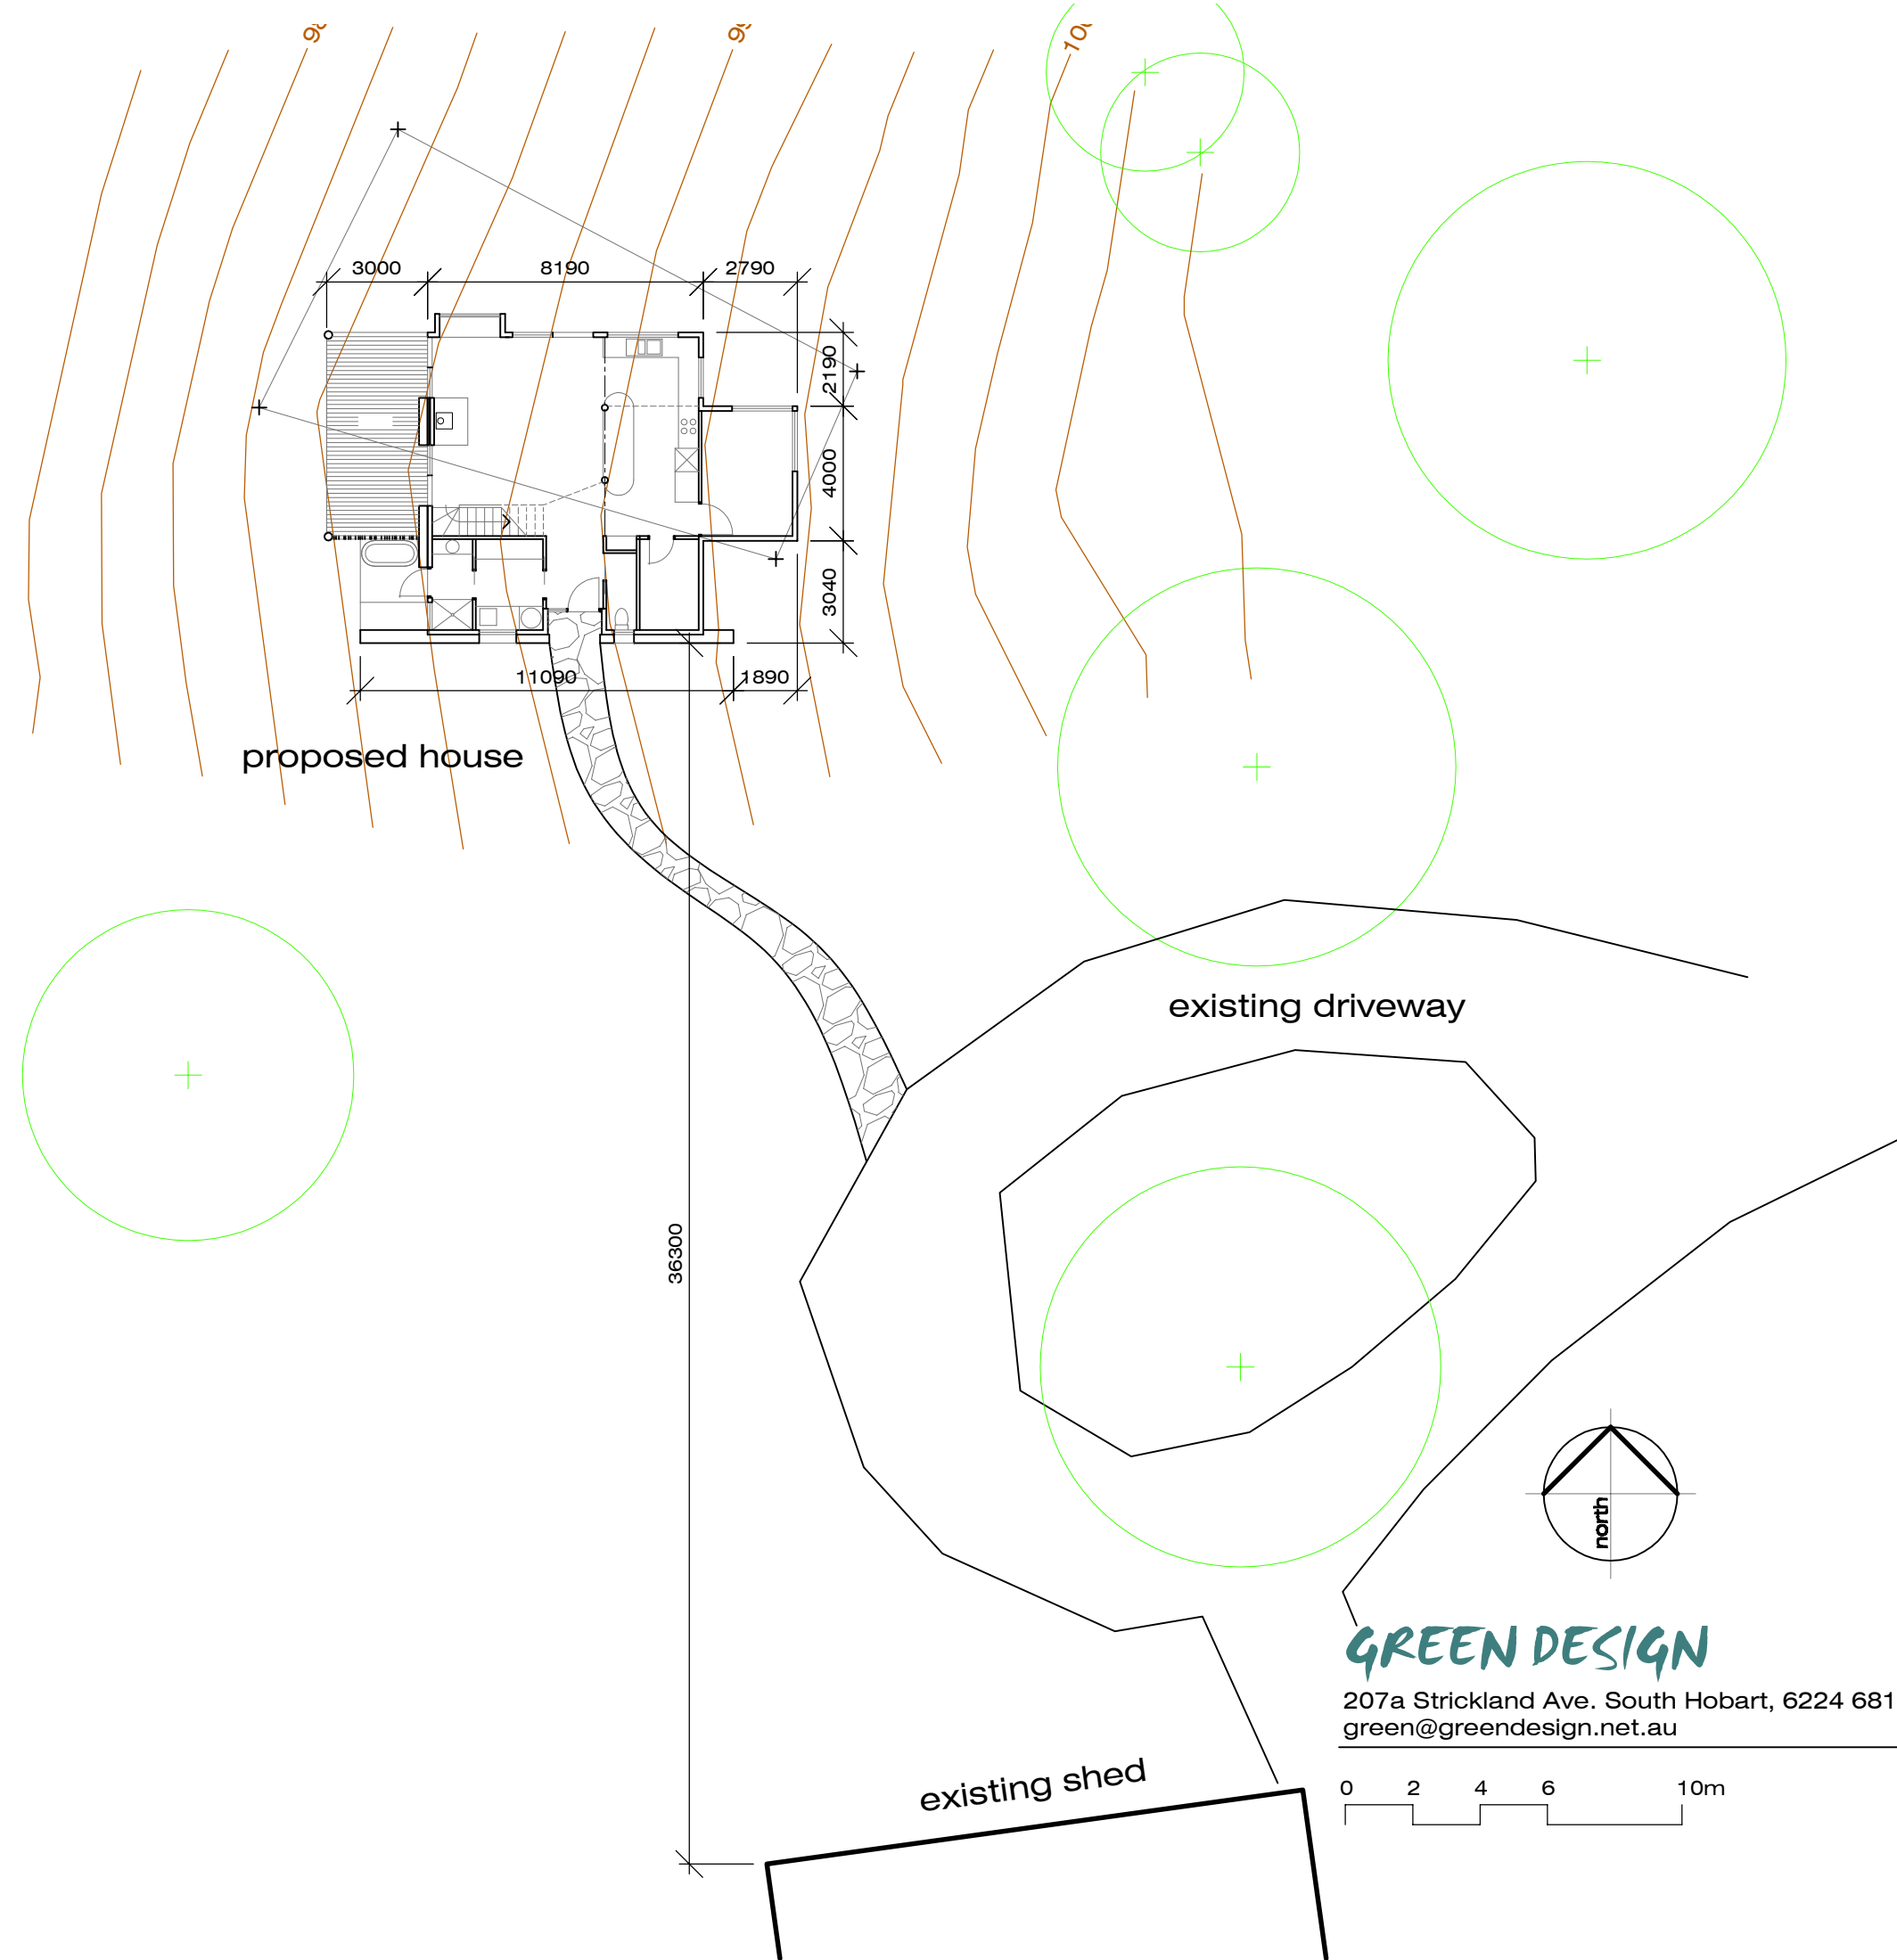 3000
8190
2790
2190
4000
3040
11090
1890
proposed house
existing driveway
36300
north
GREEN DESIGN
207a Strickland Ave. South Hobart, 6224 681
green@greendesign.net.au
existing shed
0 2 4 6 10m